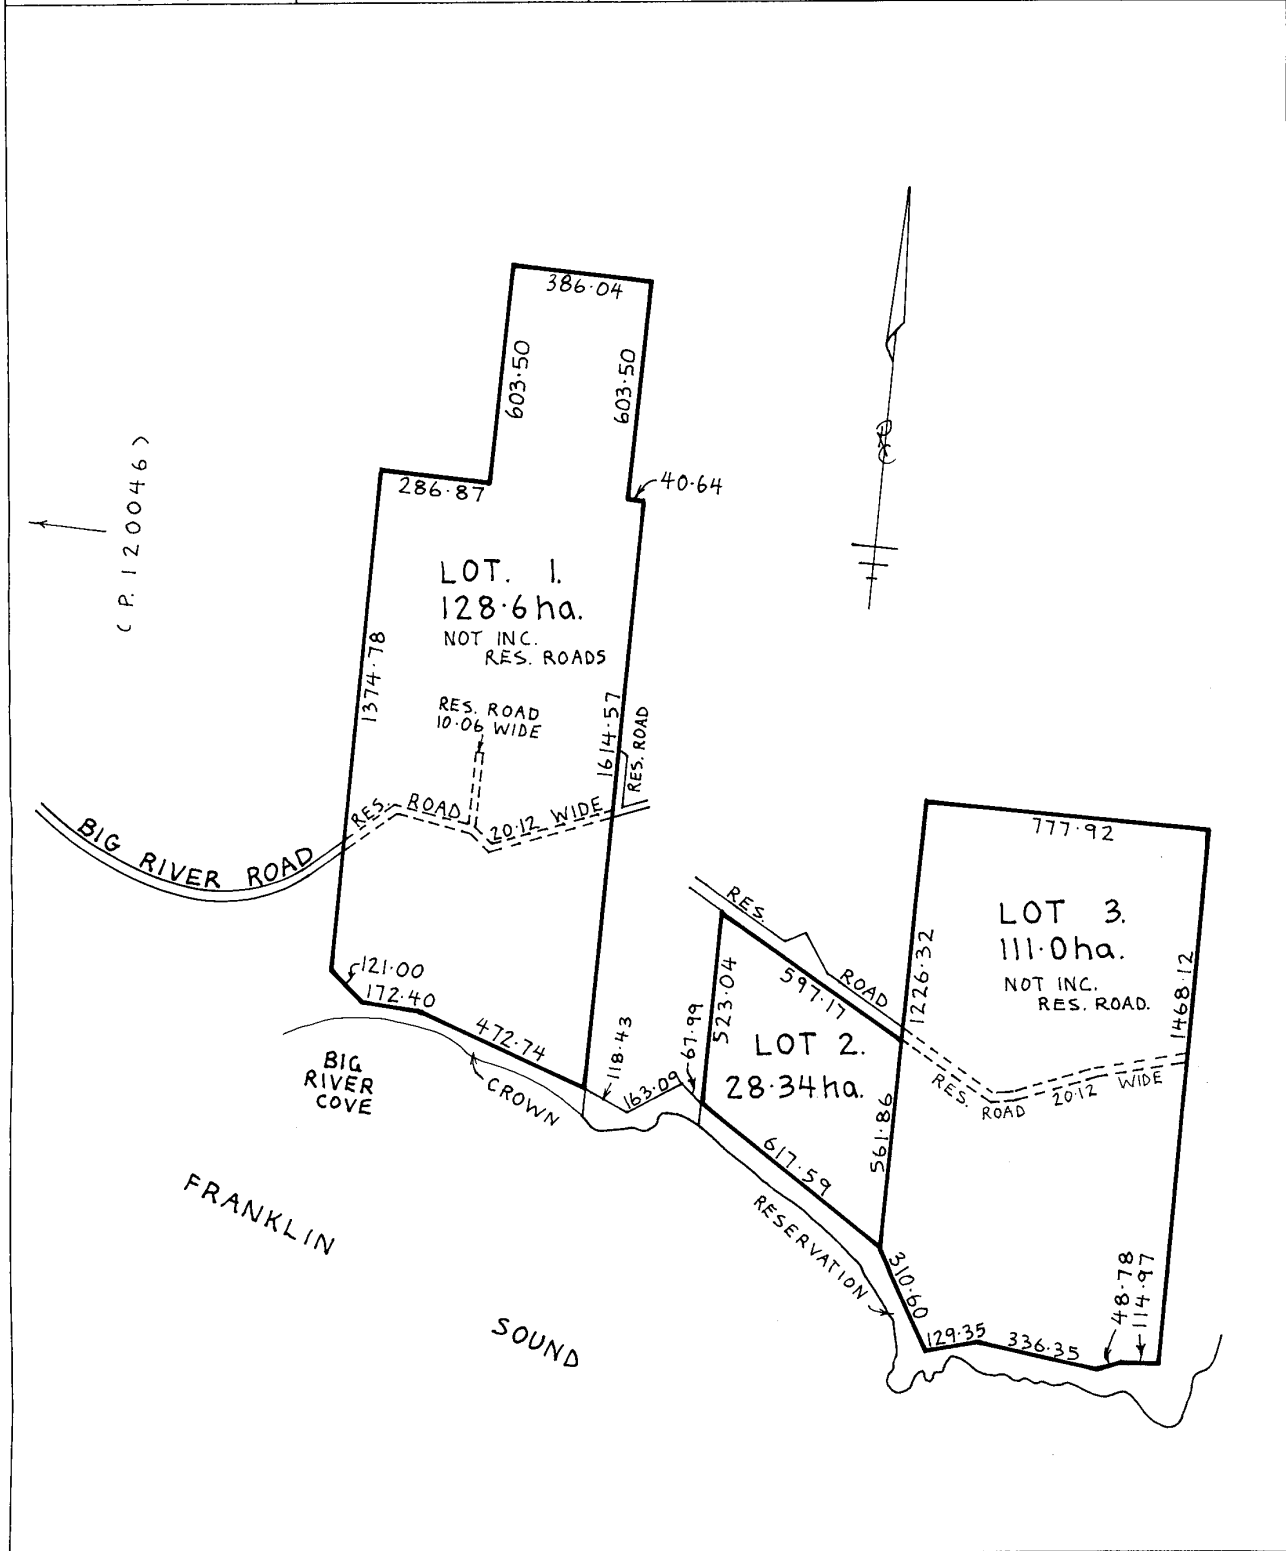 386·04
603·50
603·50
40·64
286·87
(P. 120046)
LOT. 1.
128·6 ha.
NOT INC.
RES. ROADS
1374·78
RES. ROAD
10·06 WIDE
1614·57
RES. ROAD
RES. ROAD 20·12 WIDE
BIG RIVER ROAD
121·00
172·40
472·74
118·43
163·09
67·99
BIG
RIVER
COVE
CROWN
RESERVATION
FRANKLIN
SOUND
RES. ROAD
523·04
597·17
LOT 2.
28·34 ha.
561·86
617·59
777·92
LOT 3.
111·0 ha.
NOT INC.
RES. ROAD.
1226·32
1468·12
RES. ROAD 20·12 WIDE
310·60
129·35
336·35
48·78
114·97